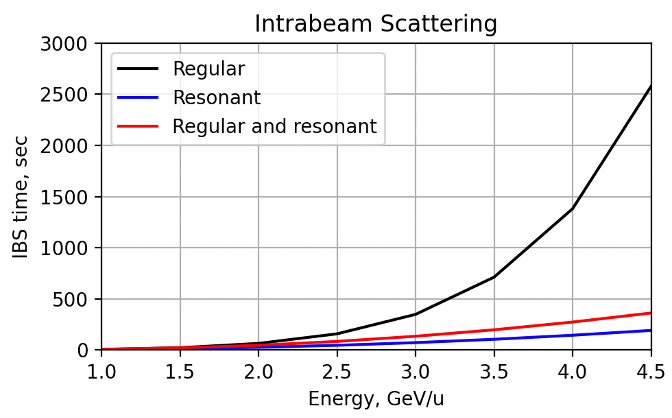 Intrabeam Scattering
3000
2500
2000
1500
1000
500
0
IBS time, sec
Regular
Resonant
Regular and resonant
1.0 1.5 2.0 2.5 3.0 3.5 4.0 4.5
Energy, GeV/u